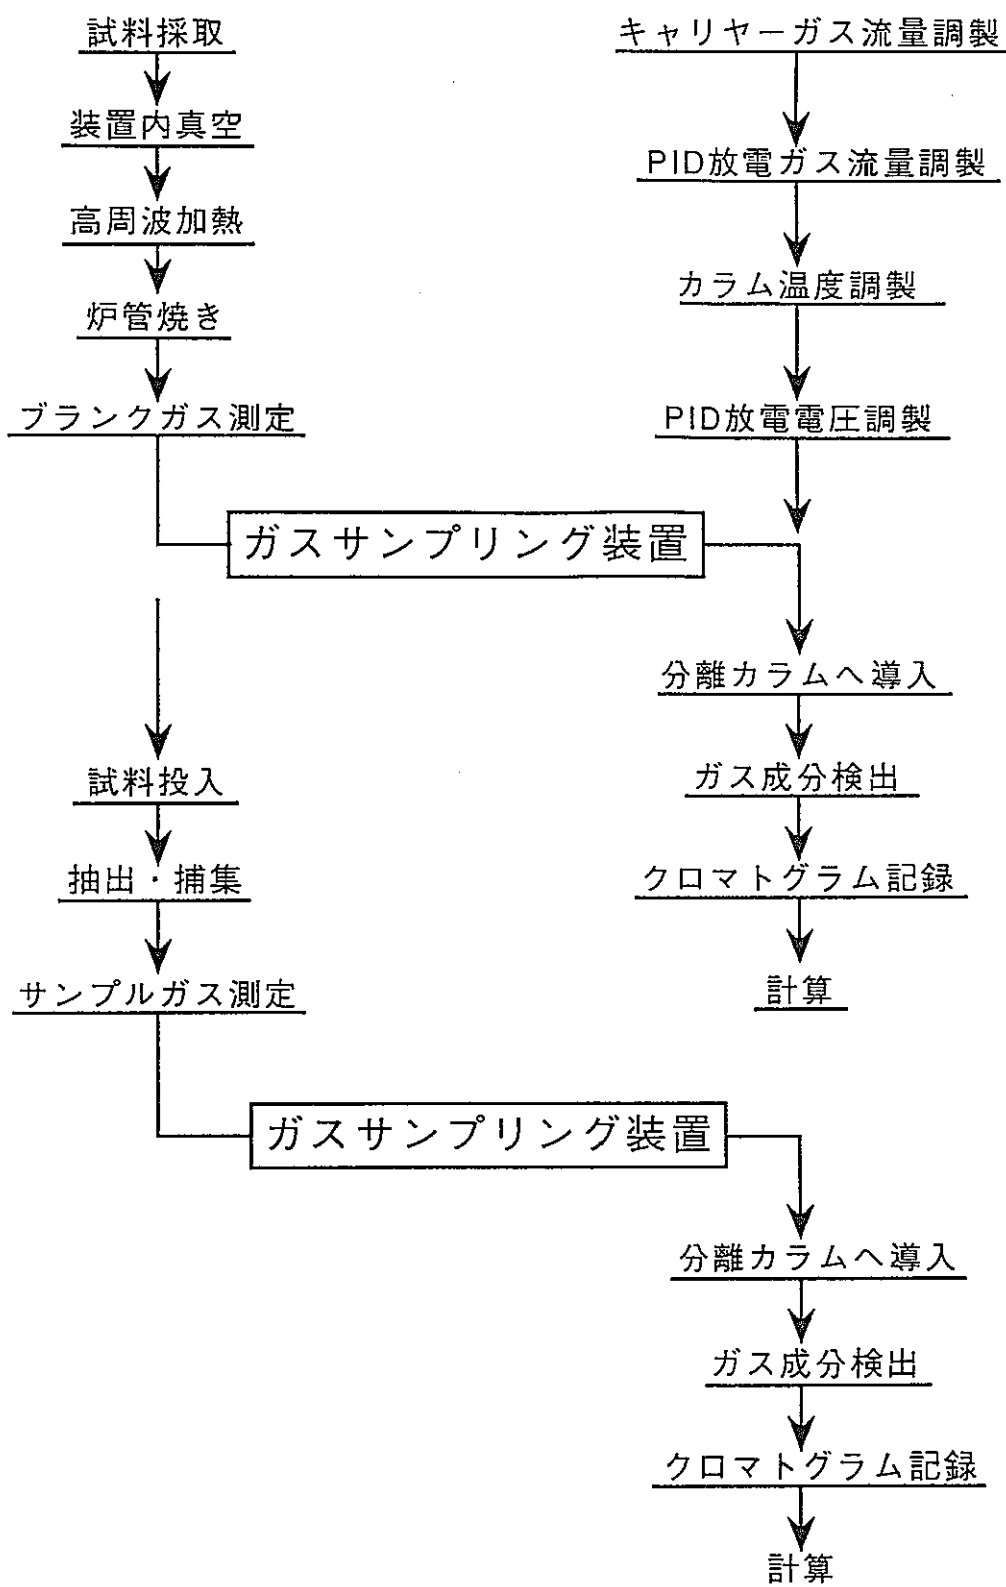 試料採取
装置内真空
高周波加熱
炉管焼き
ブランクガス測定
キャリヤーガス流量調製
PID放電ガス流量調製
カラム温度調製
PID放電電圧調製
ガスサンプリング装置
分離カラムへ導入
ガス成分検出
クロマトグラム記録
計算
試料投入
抽出・捕集
サンプルガス測定
ガスサンプリング装置
分離カラムへ導入
ガス成分検出
クロマトグラム記録
計算